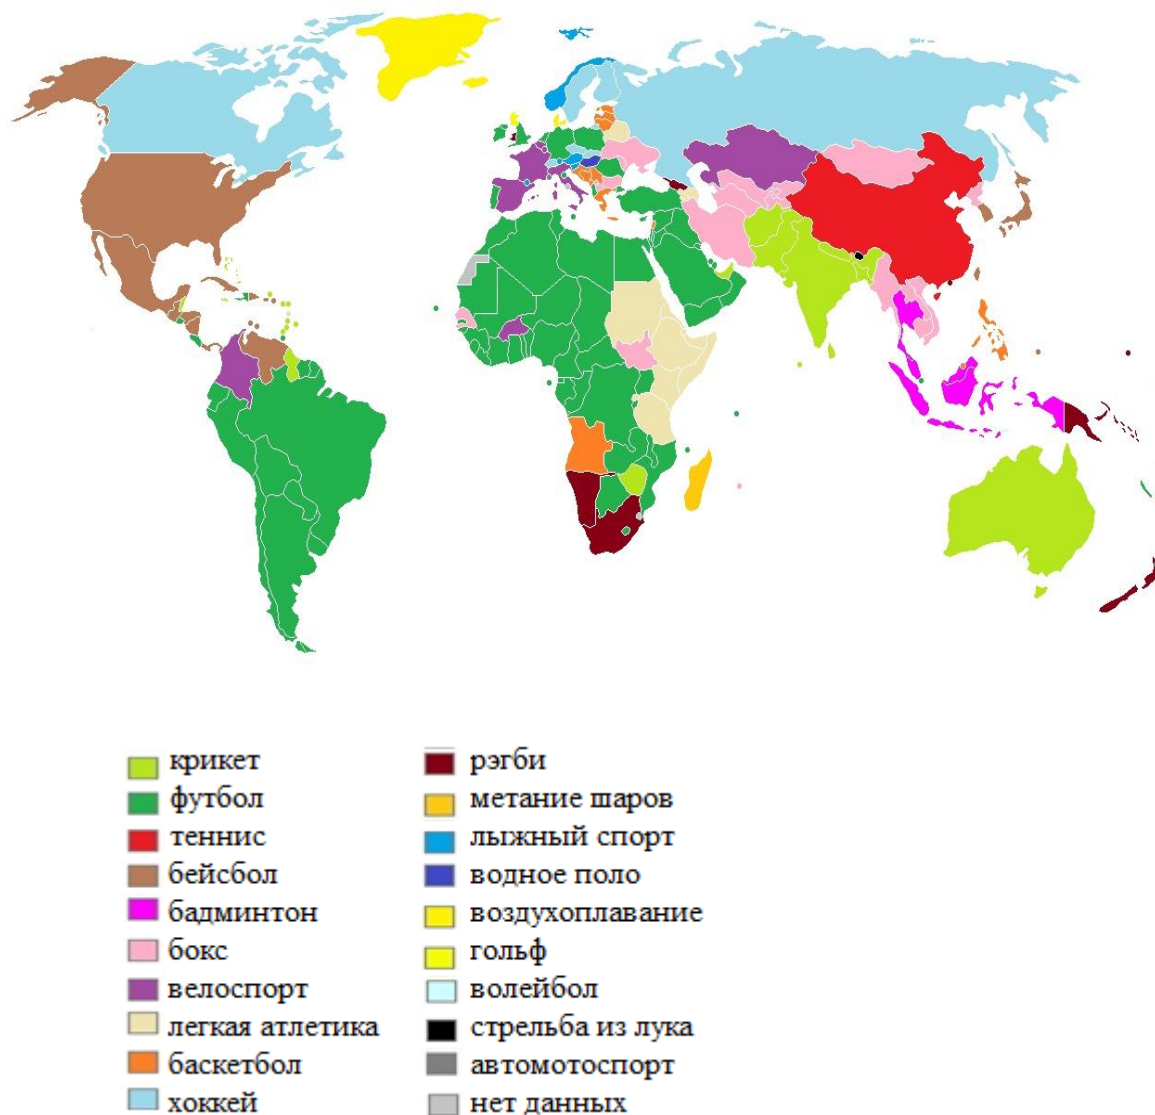 крикет
футбол
теннис
бейсбол
бадминтон
бокс
велоспорт
легкая атлетика
баскетбол
хоккей
рэгби
метание шаров
лыжный спорт
водное поло
воздухоплавание
гольф
волейбол
стрельба из лука
автомотоспорт
нет данных